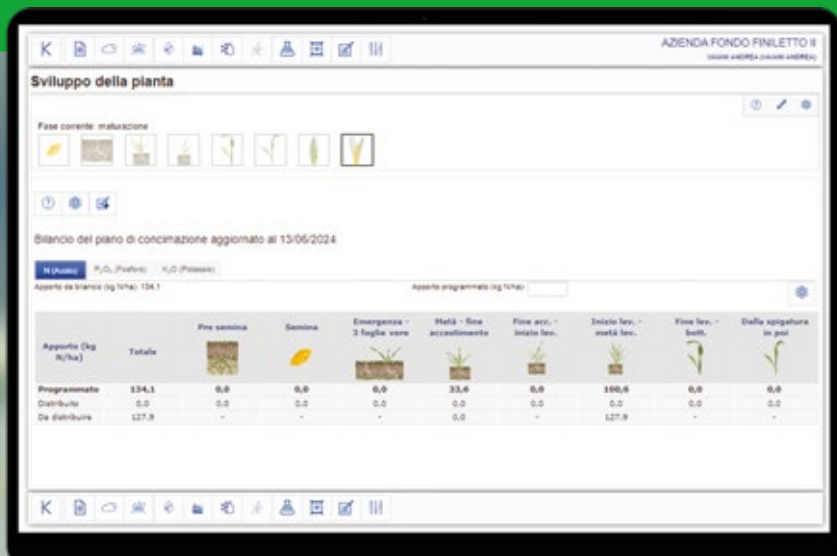 AZIENDA FONDO FINILETTO II
Sviluppo della pianta
Fase corrente: maturazione
Bilancio del piano di concimazione aggiornato al 13/06/2024
N (Azoto) P₂O₅ (Fosforo) K₂O (Potassio)
Apporto da bilancio (kg N/ha): 134,1 Apporto programmato (kg N/ha):
Apporto (kg N/ha) Totale Pre semina Semina Emergenza - 3 foglie vere Metà - fine accestimento Fine acc. - inizio lev. Inizio lev. - metà lev. Fine lev. - bott. Dalla spigatura in poi
Programmato 134,1 0,0 0,0 0,0 33,6 0,0 100,6 0,0 0,0
Distribuito 0.0 0.0 0.0 0.0 0.0 0.0 0.0 0.0 0.0
Da distribuire 127.9 - - - 0.0 - 127.9 - -